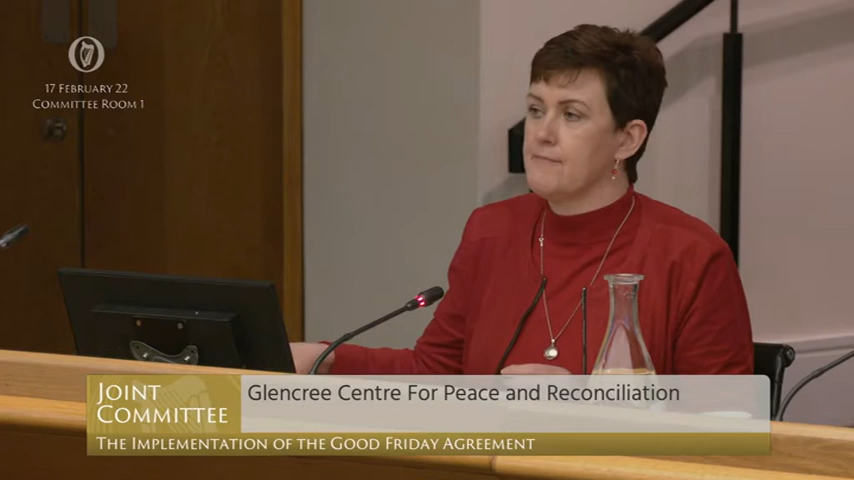 17 February 22
Committee Room 1
Joint
Committee
Glencree Centre For Peace and Reconciliation
The Implementation of the Good Friday Agreement